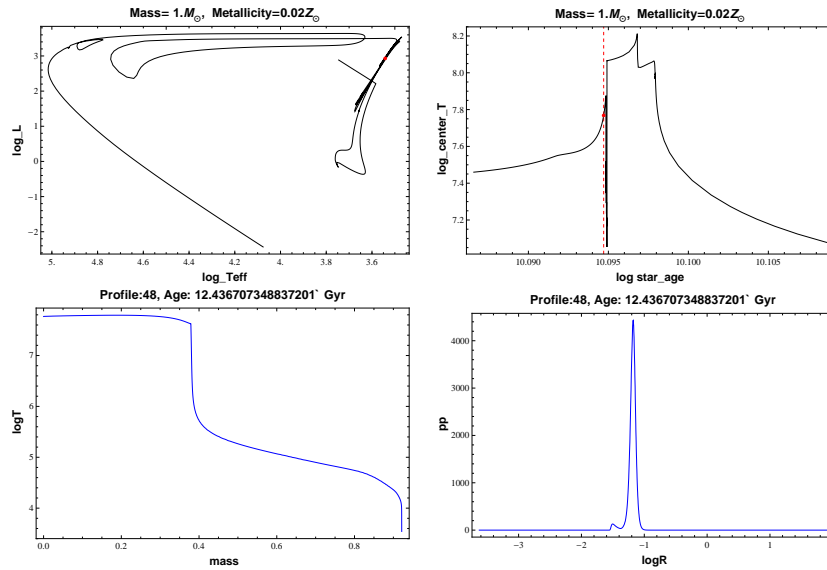 Mass= 1.M⊙, Metallicity=0.02Z⊙
log_L
3
2
1
0
−1
−2
5. 4.8 4.6 4.4 4.2 4. 3.8 3.6
log_Teff
Mass= 1.M⊙, Metallicity=0.02Z⊙
log_center_T
8.2
8.0
7.8
7.6
7.4
7.2
10.090 10.095 10.100 10.105
log star_age
Profile:48, Age: 12.436707348837201` Gyr
logT
7
6
5
4
0.0 0.2 0.4 0.6 0.8
mass
Profile:48, Age: 12.436707348837201` Gyr
pp
4000
3000
2000
1000
0
−3 −2 −1 0 1
logR